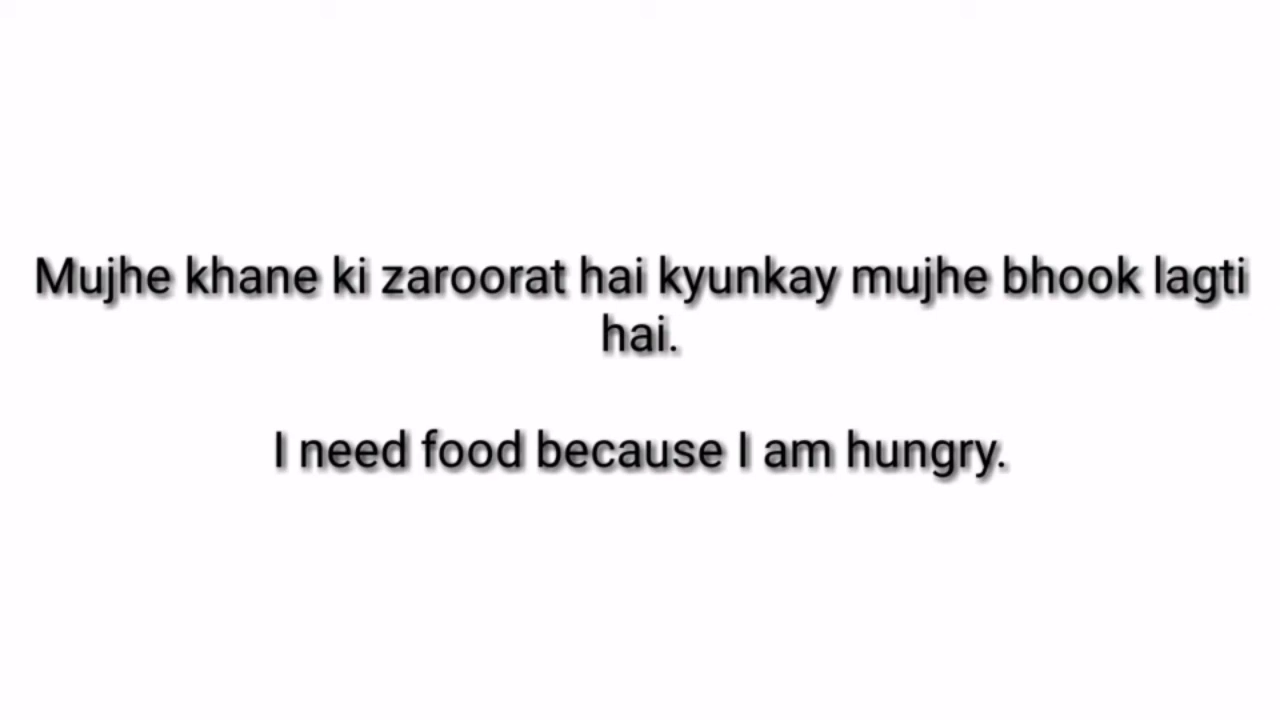 Mujhe khane ki zaroorat hai kyunkay mujhe bhook lagti
hai.
I need food because I am hungry.